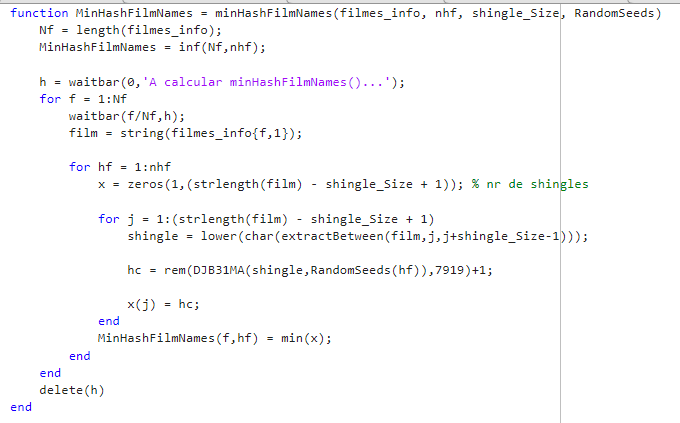 function MinHashFilmNames = minHashFilmNames(filmes_info, nhf, shingle_Size, RandomSeeds)
    Nf = length(filmes_info);
    MinHashFilmNames = inf(Nf,nhf);

    h = waitbar(0,'A calcular minHashFilmNames()...');
    for f = 1:Nf
        waitbar(f/Nf,h);
        film = string(filmes_info{f,1});

        for hf = 1:nhf
            x = zeros(1,(strlength(film) - shingle_Size + 1)); % nr de shingles

            for j = 1:(strlength(film) - shingle_Size + 1)
                shingle = lower(char(extractBetween(film,j,j+shingle_Size-1)));

                hc = rem(DJB31MA(shingle,RandomSeeds(hf)),7919)+1;

                x(j) = hc;
            end
            MinHashFilmNames(f,hf) = min(x);
        end
    end
    delete(h)
end